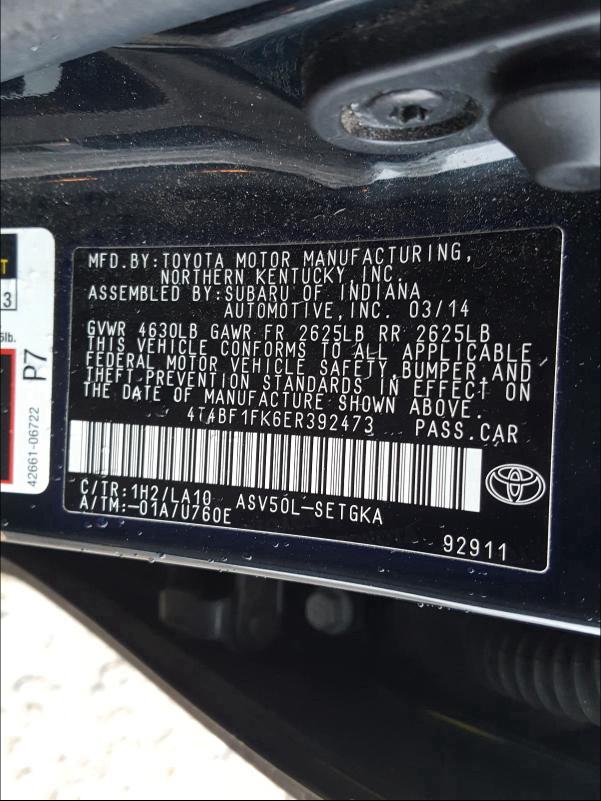 MFD.BY:TOYOTA MOTOR MANUFACTURING,
NORTHERN KENTUCKY, INC.
ASSEMBLED BY:SUBARU OF INDIANA
AUTOMOTIVE, INC. 03/14
GVWR 4630LB GAWR FR 2625LB RR 2625LB
THIS VEHICLE CONFORMS TO ALL APPLICABLE
FEDERAL MOTOR VEHICLE SAFETY, BUMPER, AND
THEFT PREVENTION STANDARDS IN EFFECT ON
THE DATE OF MANUFACTURE SHOWN ABOVE.
4T4BF1FK6ER392473 PASS.CAR
C/TR:1H2/LA10 ASV50L-SETGKA
A/TM:-01A/U760E
92911
3
lb.
P7
42661-06722